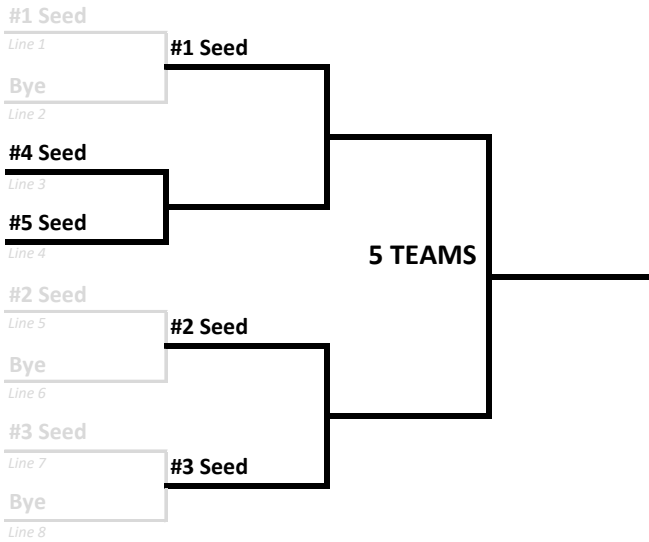 #1 Seed
Line 1
#1 Seed
Bye
Line 2
#4 Seed
Line 3
#5 Seed
Line 4
5 TEAMS
#2 Seed
Line 5
#2 Seed
Bye
Line 6
#3 Seed
Line 7
#3 Seed
Bye
Line 8